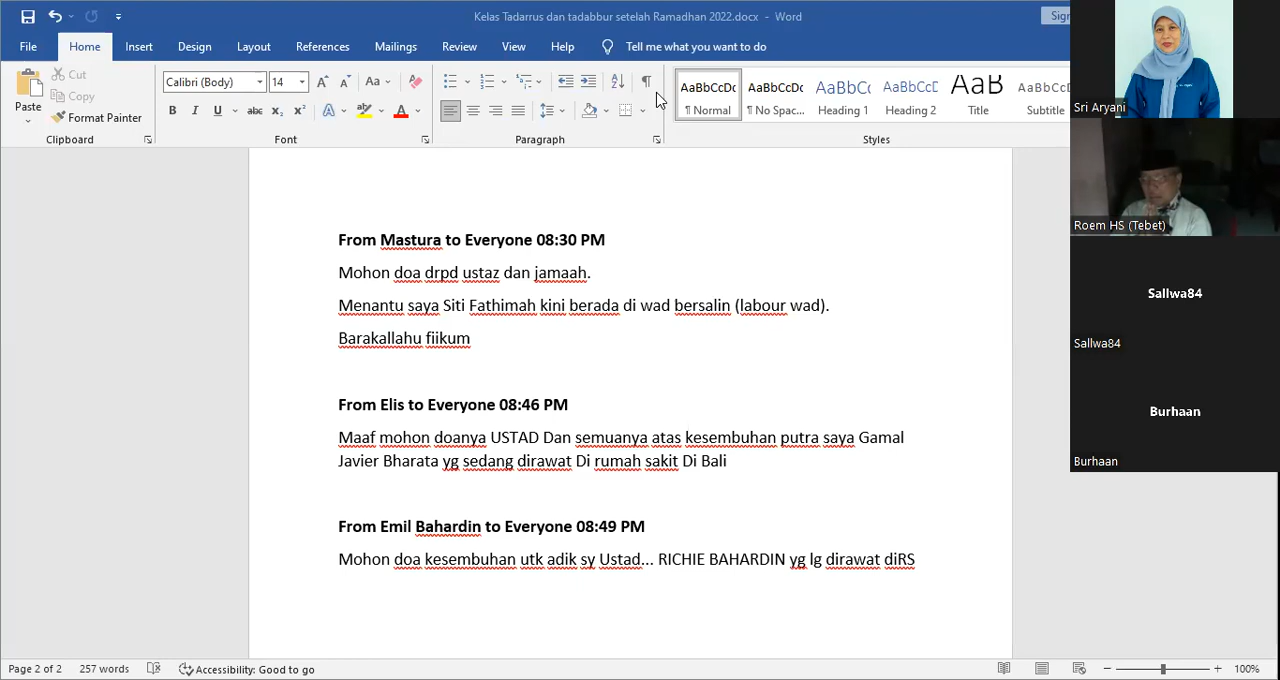 Kelas Tadarrus dan tadabbur setelah Ramadhan 2022.docx - Word
Sign
File Home Insert Design Layout References Mailings Review View Help Tell me what you want to do
Paste
Cut
Copy
Format Painter
Clipboard
Calibri (Body) 14
Font
Paragraph
AaBbCcDc AaBbCcDc AaBbCc AaBbCcD AaB AaBbCcD
¶ Normal ¶ No Spac... Heading 1 Heading 2 Title Subtitle
Styles
Sri Aryani
Roem HS (Tebet)
Sallwa84
Sallwa84
Burhaan
Burhaan
From Mastura to Everyone 08:30 PM
Mohon doa drpd ustaz dan jamaah.
Menantu saya Siti Fathimah kini berada di wad bersalin (labour wad).
Barakallahu fiikum
From Elis to Everyone 08:46 PM
Maaf mohon doanya USTAD Dan semuanya atas kesembuhan putra saya Gamal
Javier Bharata yg sedang dirawat Di rumah sakit Di Bali
From Emil Bahardin to Everyone 08:49 PM
Mohon doa kesembuhan utk adik sy Ustad... RICHIE BAHARDIN yg lg dirawat diRS
Page 2 of 2 257 words Accessibility: Good to go 100%